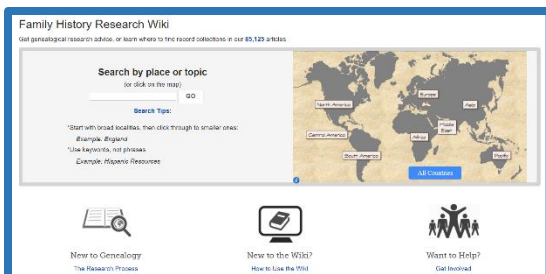 Family History Research Wiki
Get genealogical research advice, or learn where to find record collections in our 85,125 articles
Search by place or topic
(or click on the map)
GO
Search Tips:
*Start with broad localities, then click through to smaller ones:
Example: England
*Use keywords, not phrases
Example: Hispanic Resources
North America
Europe
Asia
Central America
Africa
Middle
East
South America
Pacific
All Countries
New to Genealogy
New to the Wiki?
Want to Help?
The Research Process
How to Use the Wiki
Get Involved